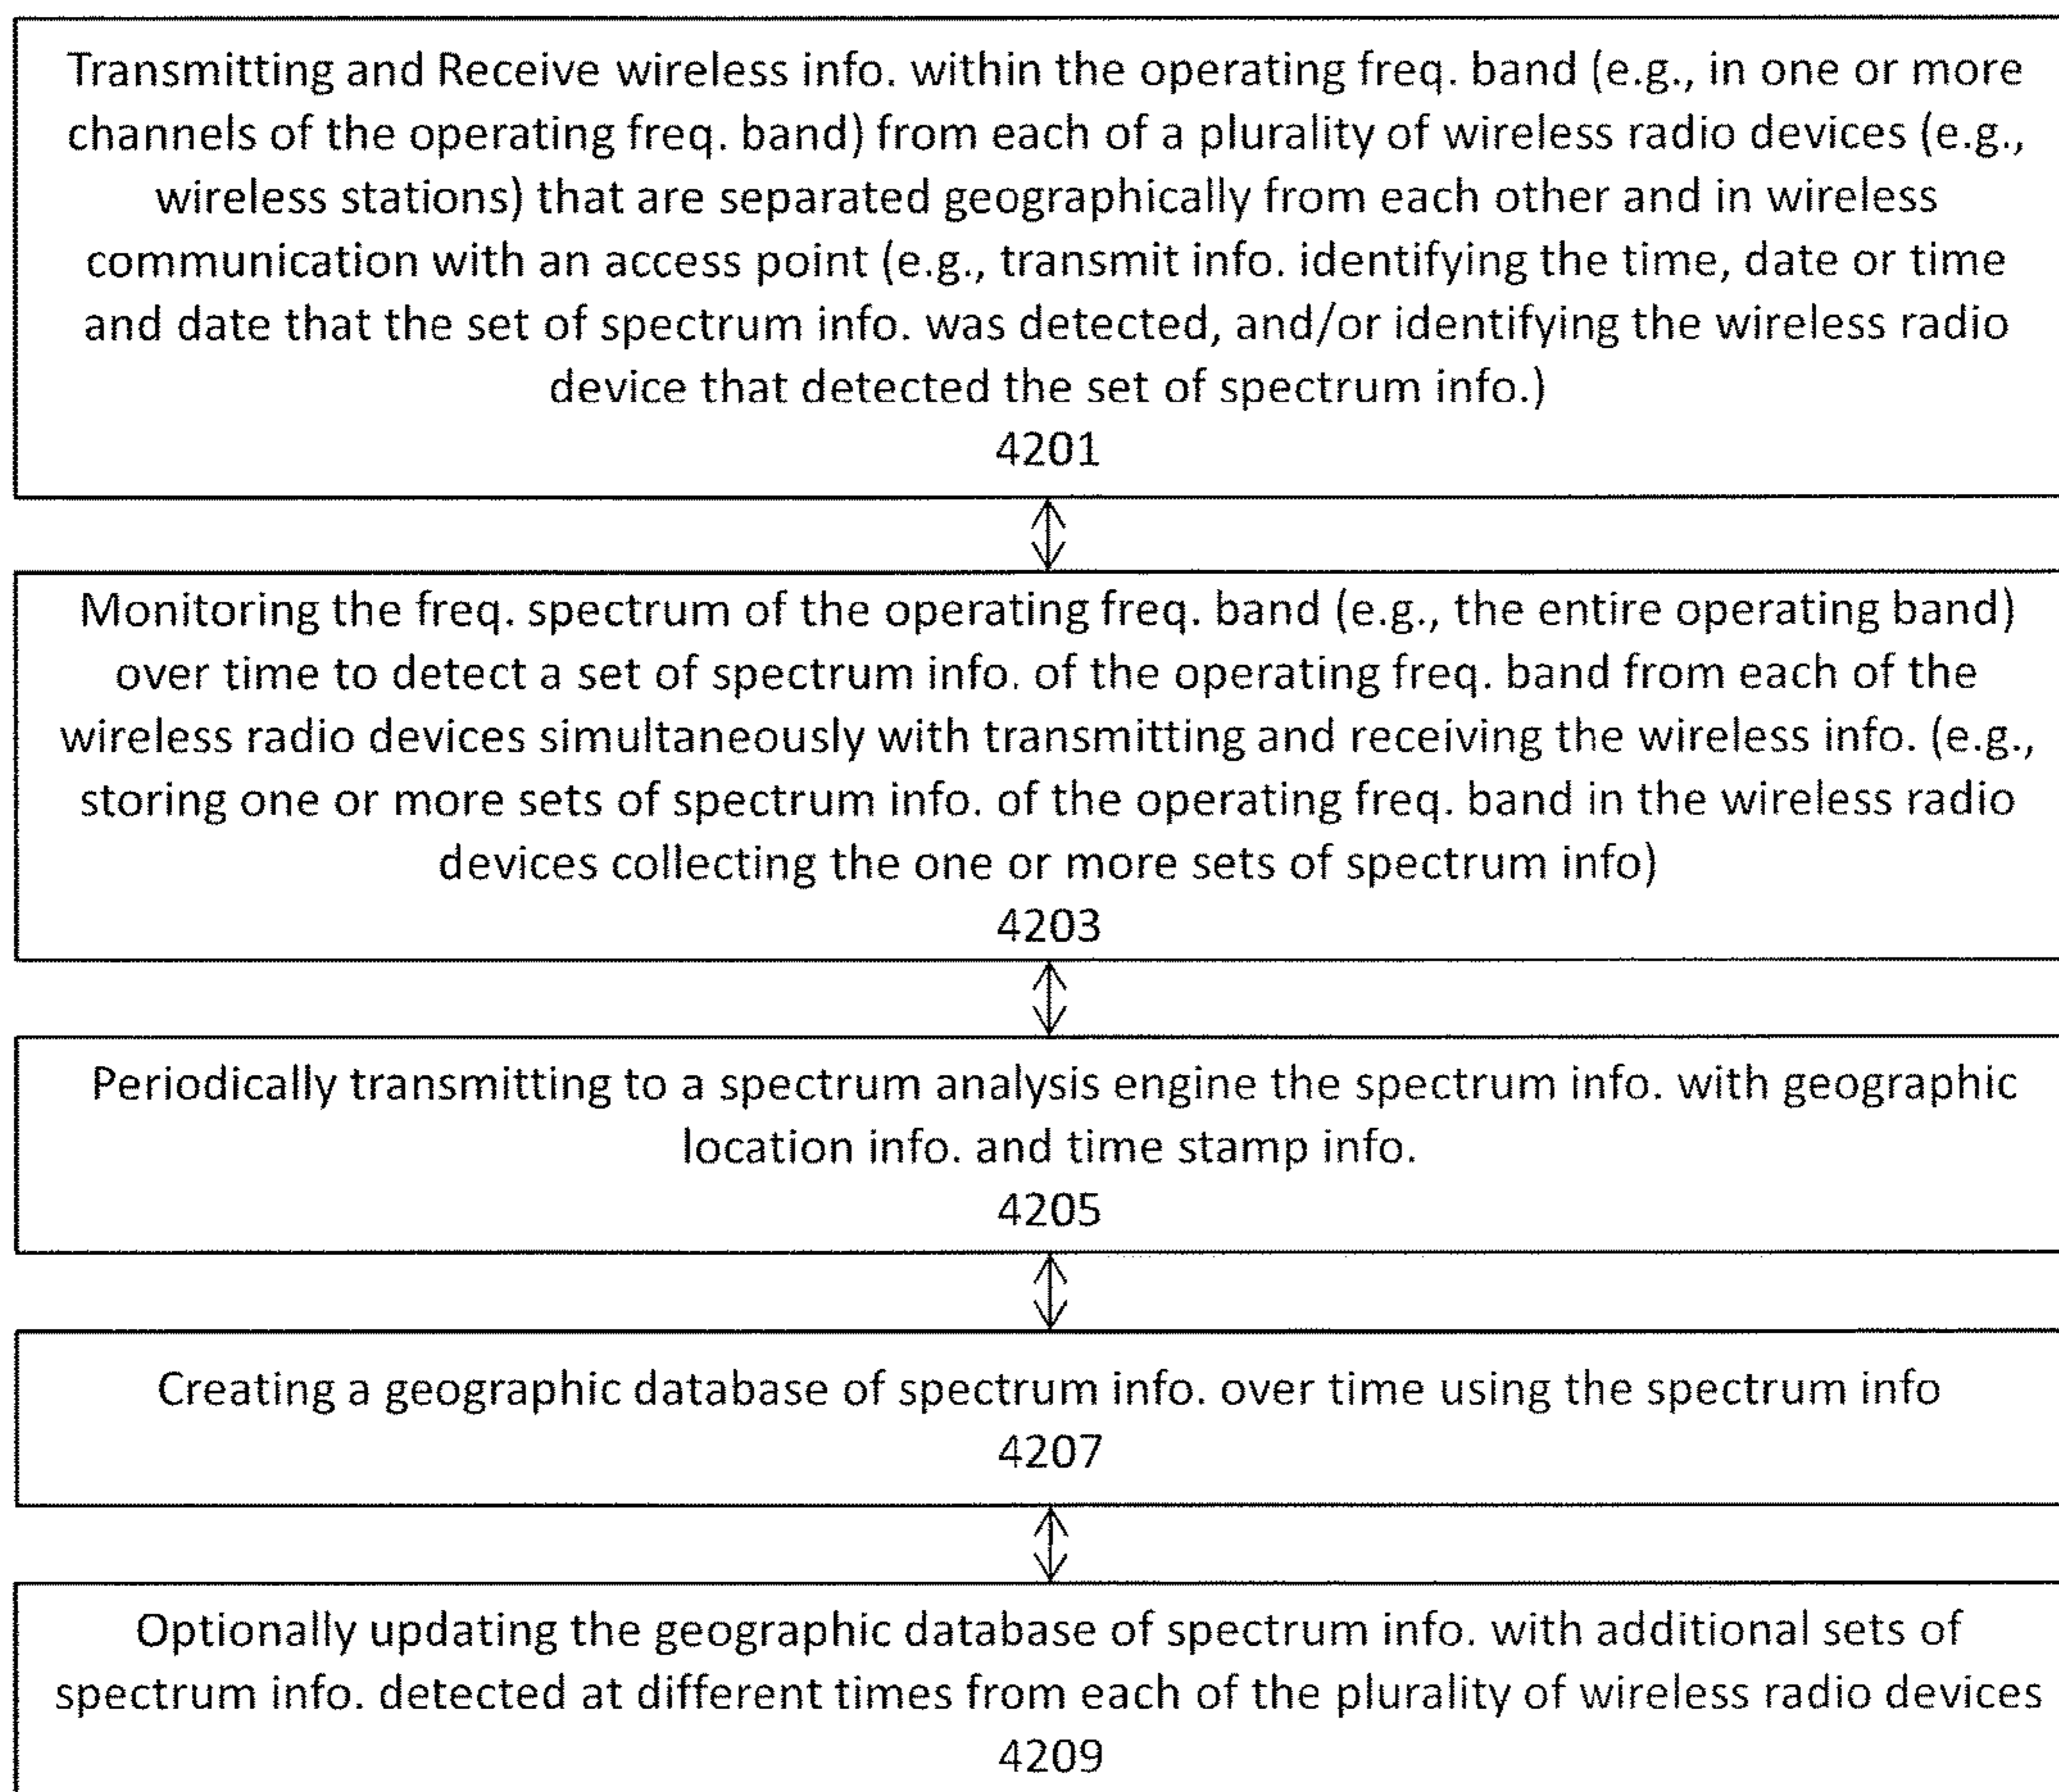 Transmitting and Receive wireless info. within the operating freq. band (e.g., in one or more
channels of the operating freq. band) from each of a plurality of wireless radio devices (e.g.,
wireless stations) that are separated geographically from each other and in wireless
communication with an access point (e.g., transmit info. identifying the time, date or time
and date that the set of spectrum info. was detected, and/or identifying the wireless radio
device that detected the set of spectrum info.)
4201
Monitoring the freq. spectrum of the operating freq. band (e.g., the entire operating band)
over time to detect a set of spectrum info. of the operating freq. band from each of the
wireless radio devices simultaneously with transmitting and receiving the wireless info. (e.g.,
storing one or more sets of spectrum info. of the operating freq. band in the wireless radio
devices collecting the one or more sets of spectrum info)
4203
Periodically transmitting to a spectrum analysis engine the spectrum info. with geographic
location info. and time stamp info.
4205
Creating a geographic database of spectrum info. over time using the spectrum info
4207
Optionally updating the geographic database of spectrum info. with additional sets of
spectrum info. detected at different times from each of the plurality of wireless radio devices
4209